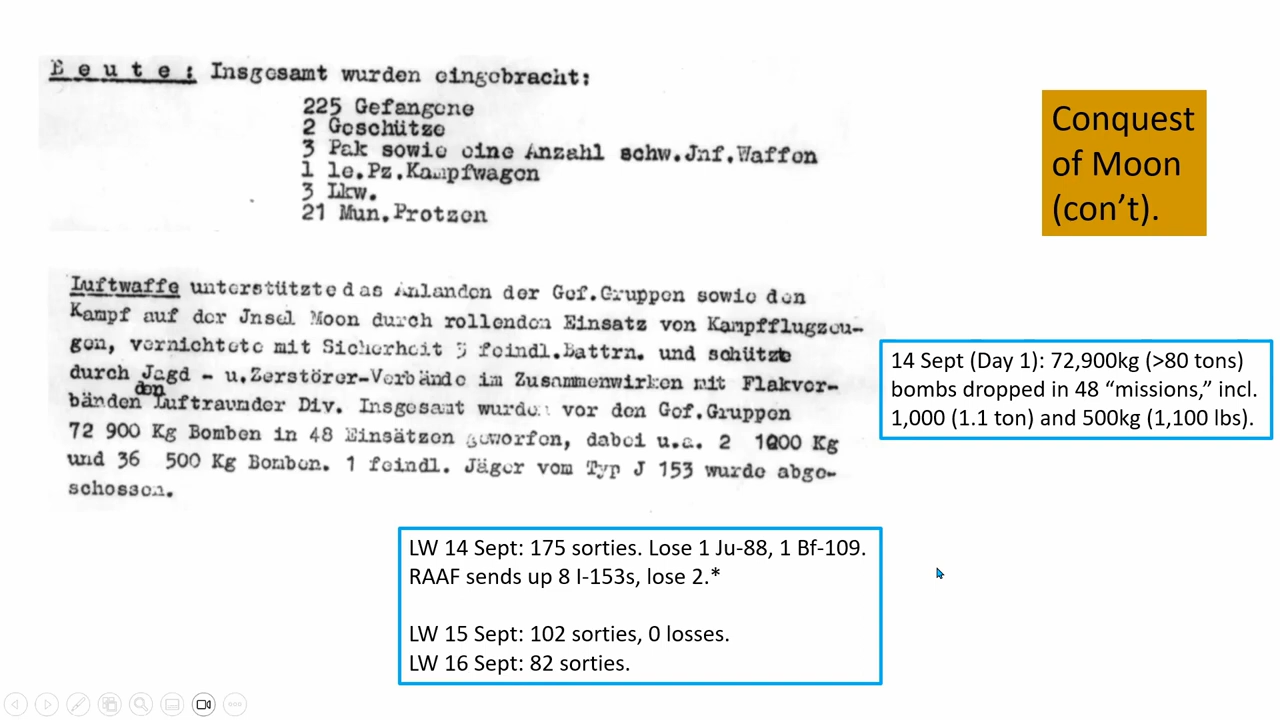 Beute: Insgesamt wurden eingebracht:
225 Gefangene
2 Geschütze
3 Pak sowie eine Anzahl schw.Jnf.Waffen
1 le.Pz.Kampfwagen
3 Lkw.
21 Mun.Protzen
Conquest
of Moon
(con't).
Luftwaffe unterstützte das Anlanden der Gef.Gruppen sowie den
Kampf auf der Jnsel Moon durch rollenden Einsatz von Kampfflugzeu-
gen, vernichtete mit Sicherheit feindl.Battrn. und schützte
durch Jagd - u.Zerstörer-Verbände im Zusammenwirken mit Flakver-
den
bänden Luftraumder Div. Insgesamt wurden vor den Gef.Gruppen
72 900 Kg Bomben in 48 Einsätzen geworfen, dabei u.a. 2 1000 Kg
und 36 500 Kg Bomben. 1 feindl. Jäger vom Typ J 153 wurde abge-
schossen.
14 Sept (Day 1): 72,900kg (>80 tons)
bombs dropped in 48 “missions,” incl.
1,000 (1.1 ton) and 500kg (1,100 lbs).
LW 14 Sept: 175 sorties. Lose 1 Ju-88, 1 Bf-109.
RAAF sends up 8 I-153s, lose 2.*
LW 15 Sept: 102 sorties, 0 losses.
LW 16 Sept: 82 sorties.